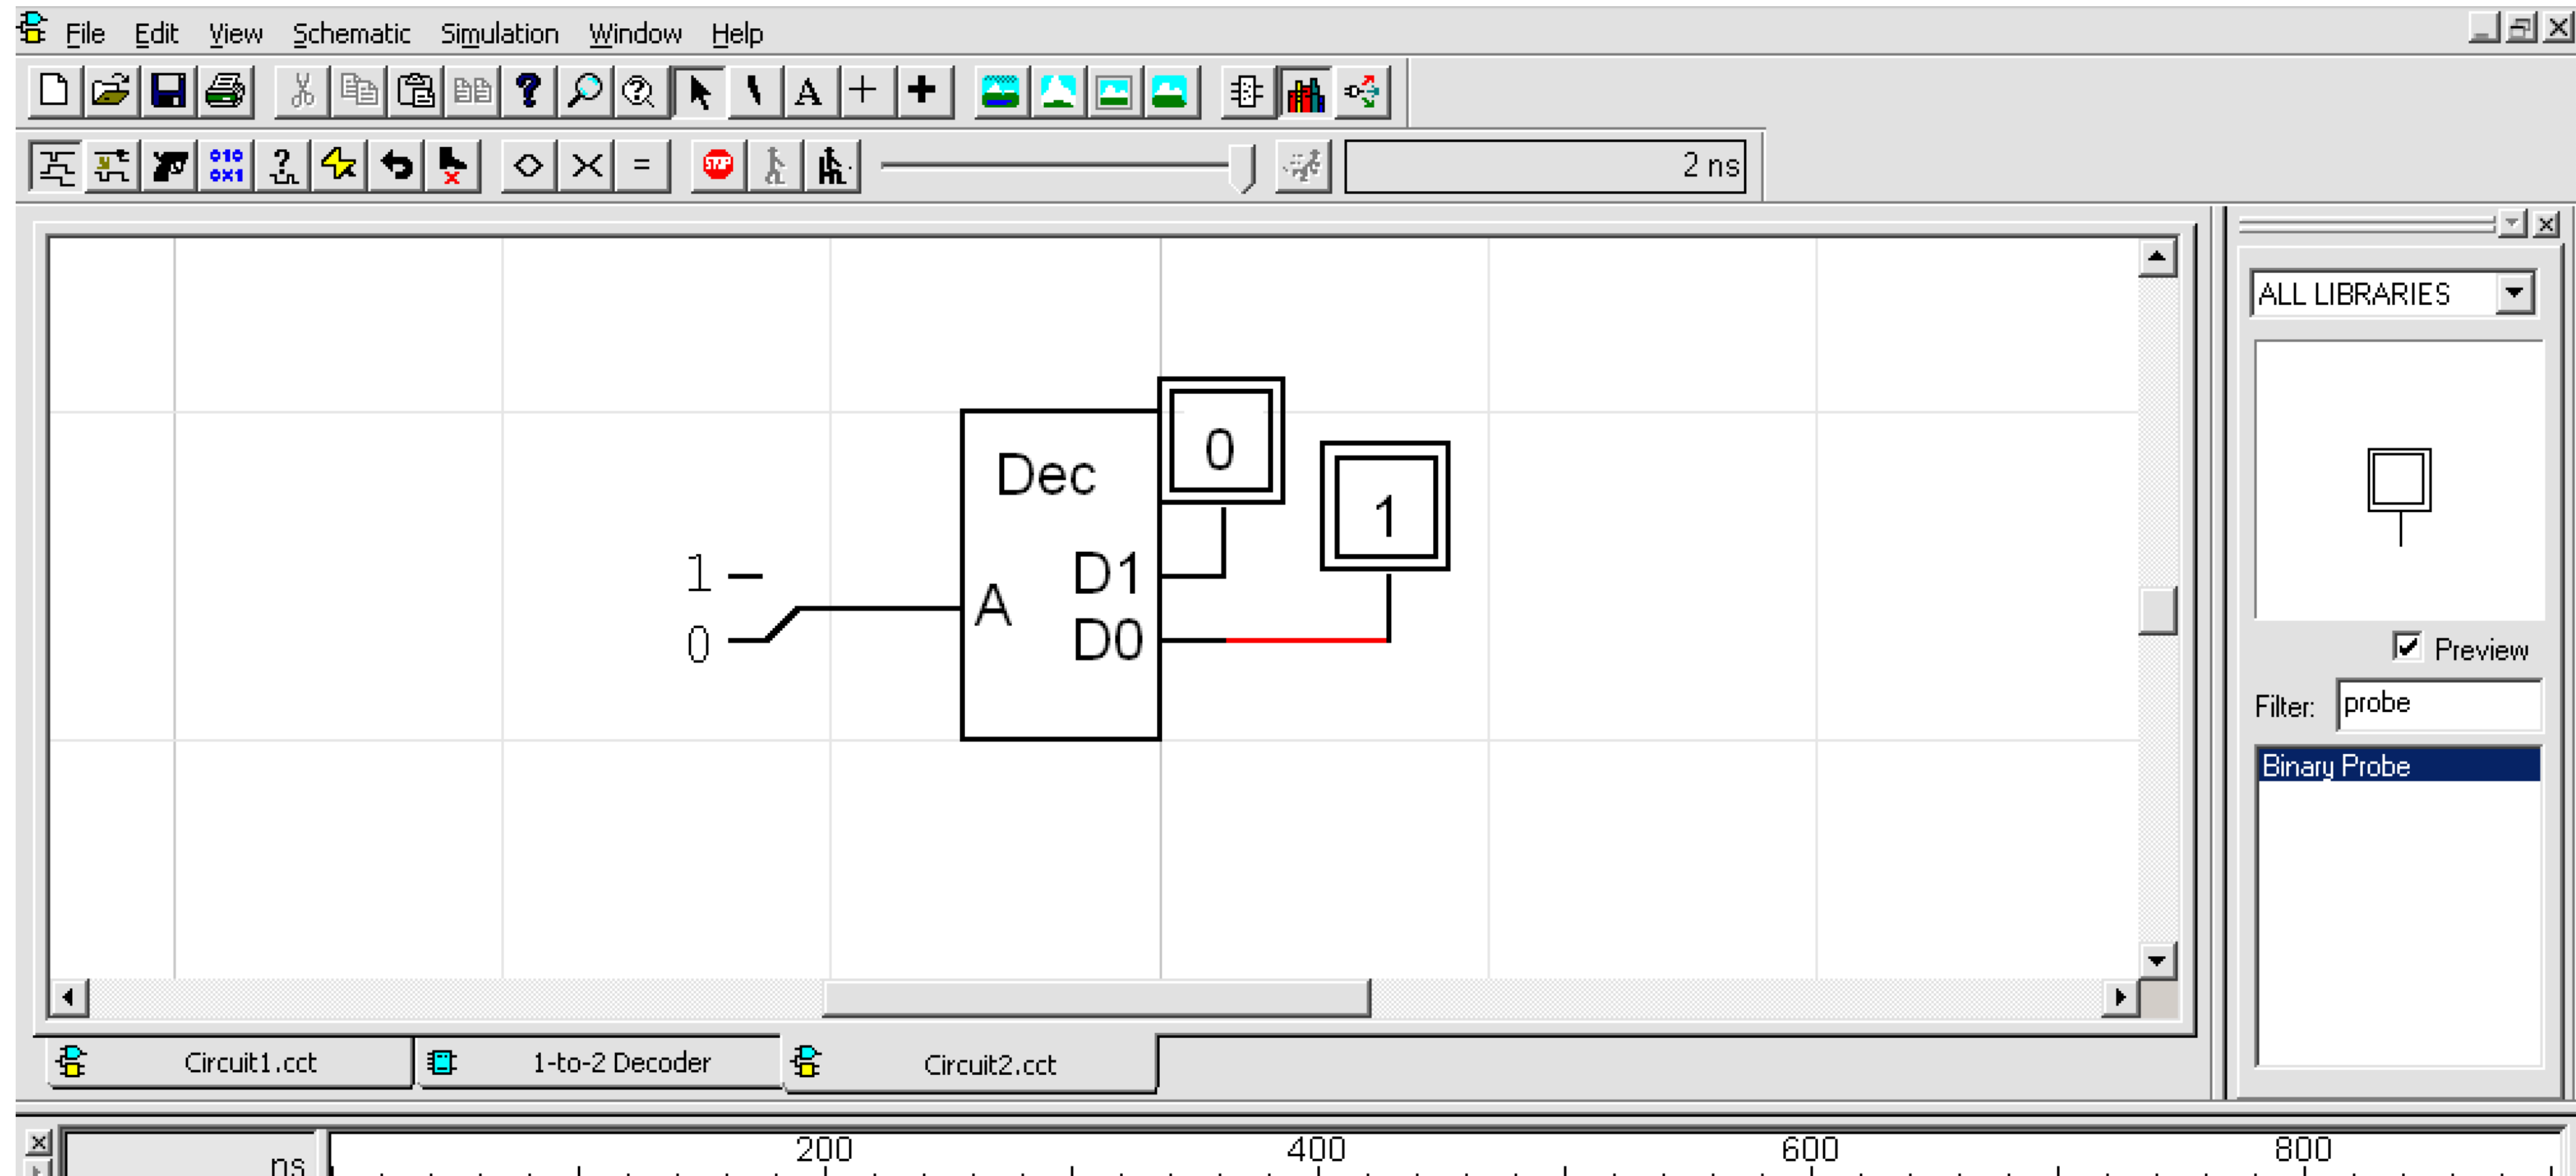 File Edit View Schematic Simulation Window Help
A
STOP
2 ns
ALL LIBRARIES
0
Dec
1
1
D1
A
0
D0
Preview
Filter: probe
Binary Probe
Circuit1.cct 1-to-2 Decoder Circuit2.cct
ns 200 400 600 800